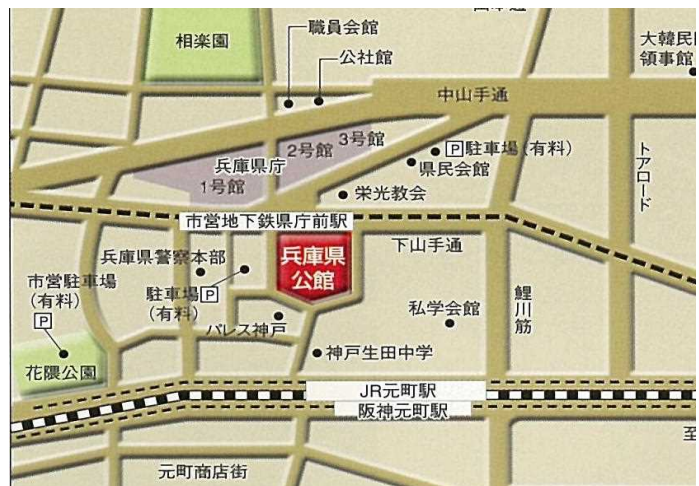 職員会館
相楽園
公社館
大韓民
領事館
中山手通
3号館
2号館
P駐車場(有料)
兵庫県庁
県民会館
1号館
栄光教会
トアロード
市営地下鉄県庁前駅
下山手通
兵庫県警察本部
兵庫県
公館
市営駐車場
(有料)
P
駐車場P
(有料)
鯉川筋
私学会館
パレス神戸
神戸生田中学
花隈公園
JR元町駅
阪神元町駅
至
元町商店街